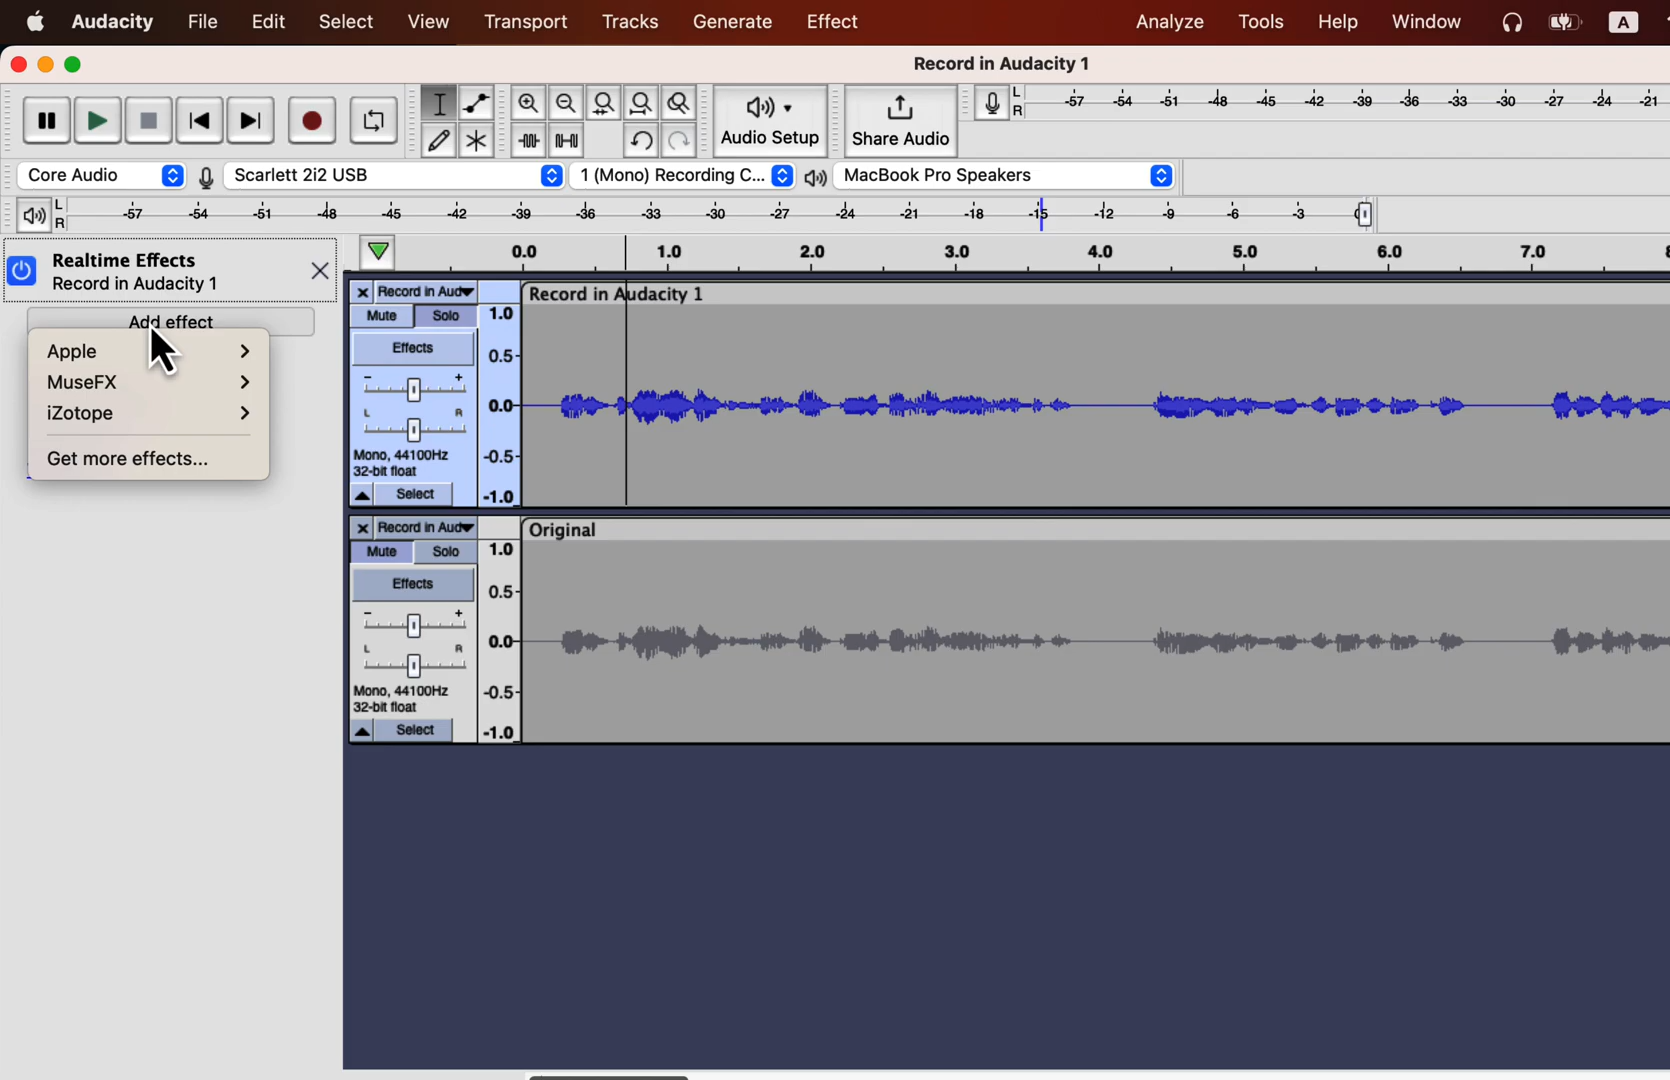 Audacity File Edit Select View Transport Tracks Generate Effect Analyze Tools Help Window A
Record in Audacity 1
Audio Setup
Share Audio
L
R
-57 -54 -51 -48 -45 -42 -39 -36 -33 -30 -27 -24 -21
Core Audio Scarlett 2i2 USB 1 (Mono) Recording C... MacBook Pro Speakers
L
R
-57 -54 -51 -48 -45 -42 -39 -36 -33 -30 -27 -24 -21 -18 -15 -12 -9 -6 -3 0
Realtime Effects
Record in Audacity 1
0.0 1.0 2.0 3.0 4.0 5.0 6.0 7.0
Add effect
Apple
MuseFX
iZotope
Get more effects...
Record in Aud
Record in Audacity 1
Mute Solo
Effects
- +
L R
Mono, 44100Hz
32-bit float
Select
1.0
0.5-
0.0-
-0.5-
-1.0
Record in Aud
Original
Mute Solo
Effects
- +
L R
Mono, 44100Hz
32-bit float
Select
1.0
0.5-
0.0-
-0.5-
-1.0